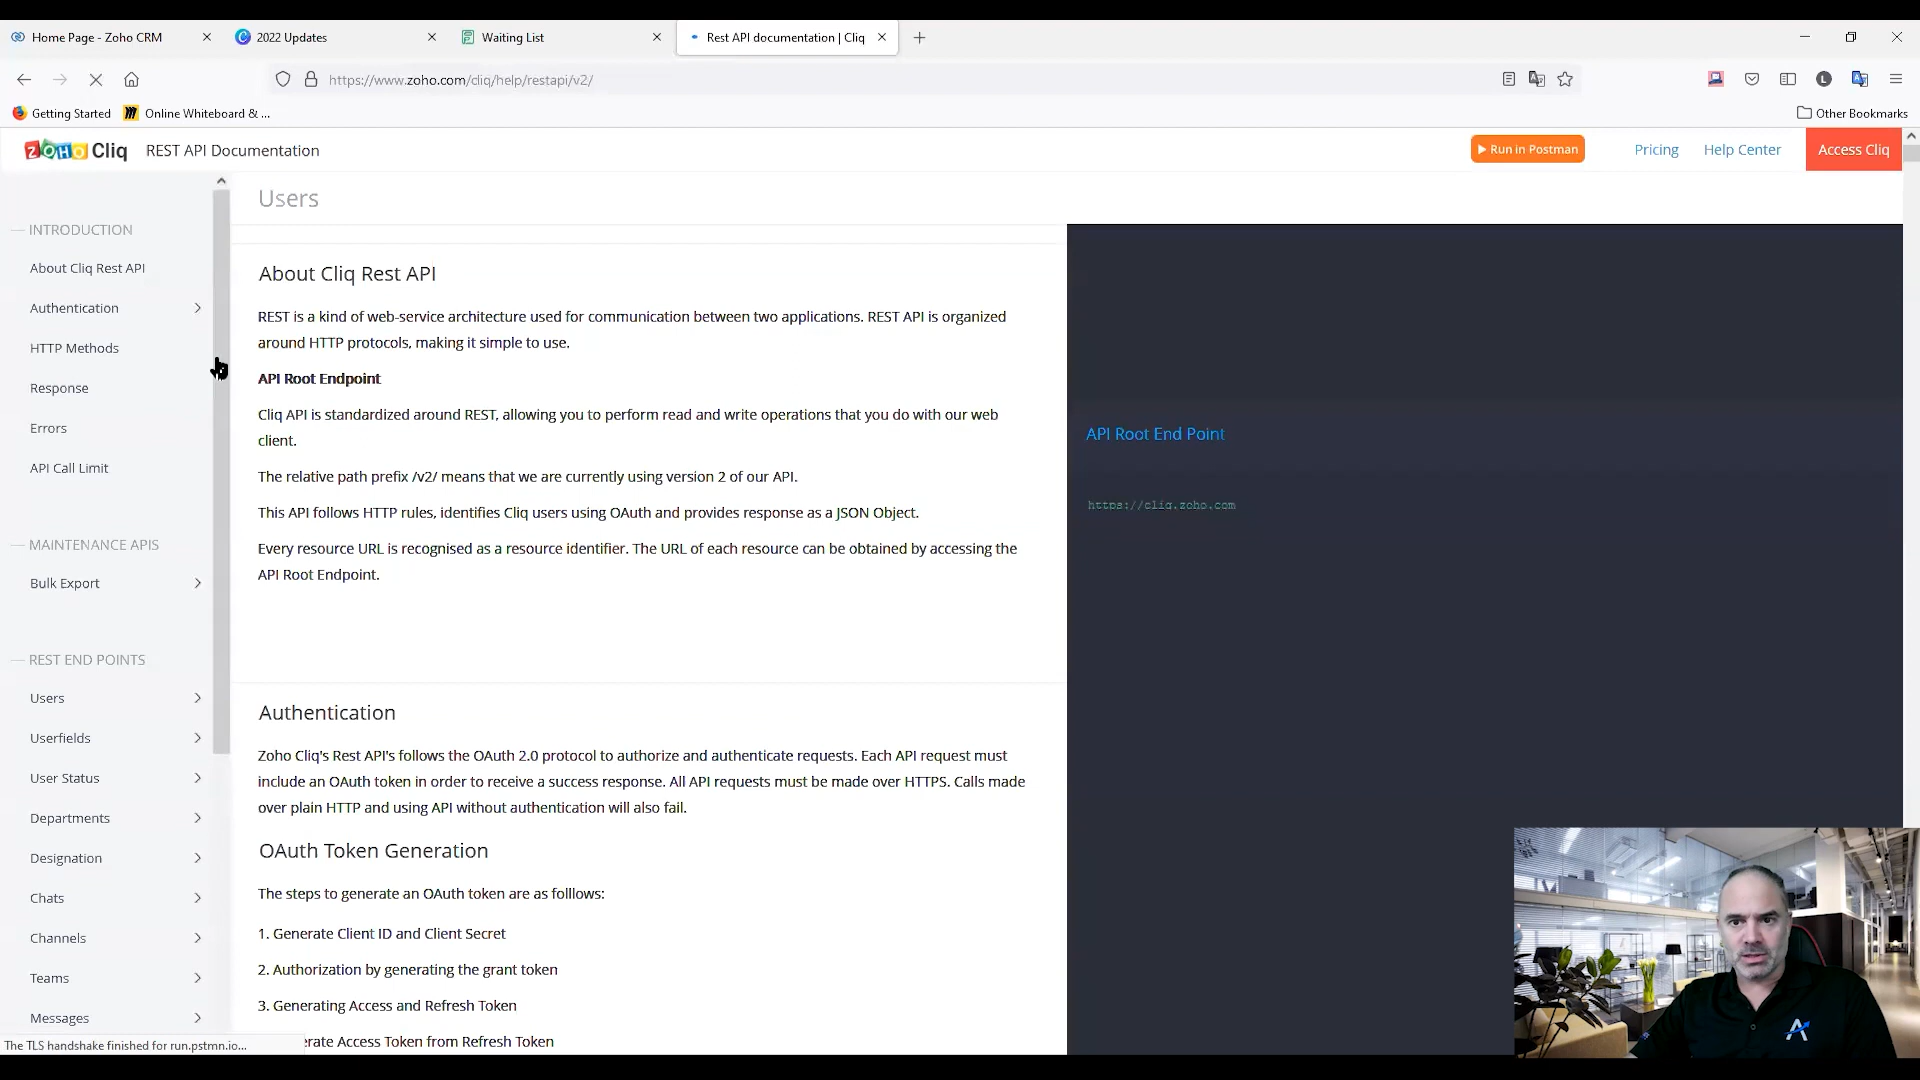 Home Page - Zoho CRM
2022 Updates
Waiting List
Rest API documentation | Cliq
https://www.zoho.com/cliq/help/restapi/v2/
L
Getting Started
Online Whiteboard & ...
Other Bookmarks
ZOHO Cliq
REST API Documentation
Run in Postman
Pricing
Help Center
Access Cliq
INTRODUCTION
About Cliq Rest API
Authentication
HTTP Methods
Response
Errors
API Call Limit
MAINTENANCE APIS
Bulk Export
REST END POINTS
Users
Userfields
User Status
Departments
Designation
Chats
Channels
Teams
Messages
The TLS handshake finished for run.pstmn.io...
Users
About Cliq Rest API
REST is a kind of web-service architecture used for communication between two applications. REST API is organized
around HTTP protocols, making it simple to use.
API Root Endpoint
Cliq API is standardized around REST, allowing you to perform read and write operations that you do with our web
client.
The relative path prefix /v2/ means that we are currently using version 2 of our API.
This API follows HTTP rules, identifies Cliq users using OAuth and provides response as a JSON Object.
Every resource URL is recognised as a resource identifier. The URL of each resource can be obtained by accessing the
API Root Endpoint.
Authentication
Zoho Cliq's Rest API's follows the OAuth 2.0 protocol to authorize and authenticate requests. Each API request must
include an OAuth token in order to receive a success response. All API requests must be made over HTTPS. Calls made
over plain HTTP and using API without authentication will also fail.
OAuth Token Generation
The steps to generate an OAuth token are as folllows:
1. Generate Client ID and Client Secret
2. Authorization by generating the grant token
3. Generating Access and Refresh Token
erate Access Token from Refresh Token
API Root End Point
https://cliq.zoho.com